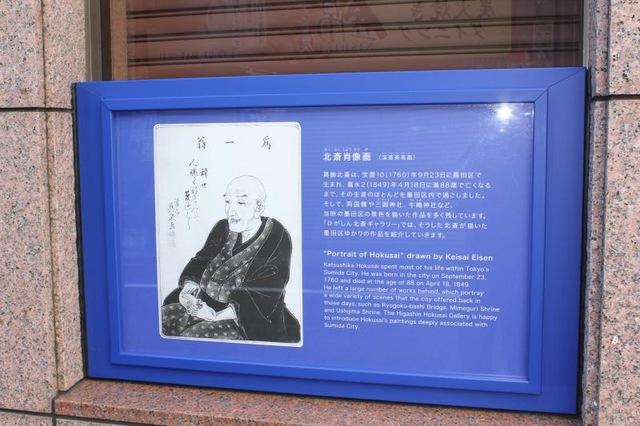 為一翁
辞世
北斎肖像画 (渓斎英泉画)
葛飾北斎は、宝暦10(1760)年9月23日に墨田区で
生まれ、嘉永2(1849)年4月18日に満88歳で亡くなる
まで、その生涯のほとんどを墨田区内で過ごしました。
そして、両国橋や三囲神社、牛嶋神社など、
当時の墨田区の景色を描いた作品を多く残しています。
「ひがしん北斎ギャラリー」では、そうした北斎が描いた
墨田区ゆかりの作品を紹介していきます。
"Portrait of Hokusai" drawn by Keisai Eisen
Katsushika Hokusai spent most of his life within Tokyo's
Sumida City. He was born in the city on September 23,
1760 and died at the age of 88 on April 18, 1849.
He left a large number of works behind, which portray
a wide variety of scenes that the city offered back in
those days, such as Ryogoku-bashi Bridge, Mimeguri Shrine
and Ushijima Shrine. The Higashin Hokusai Gallery is happy
to introduce Hokusai's paintings deeply associated with
Sumida City.